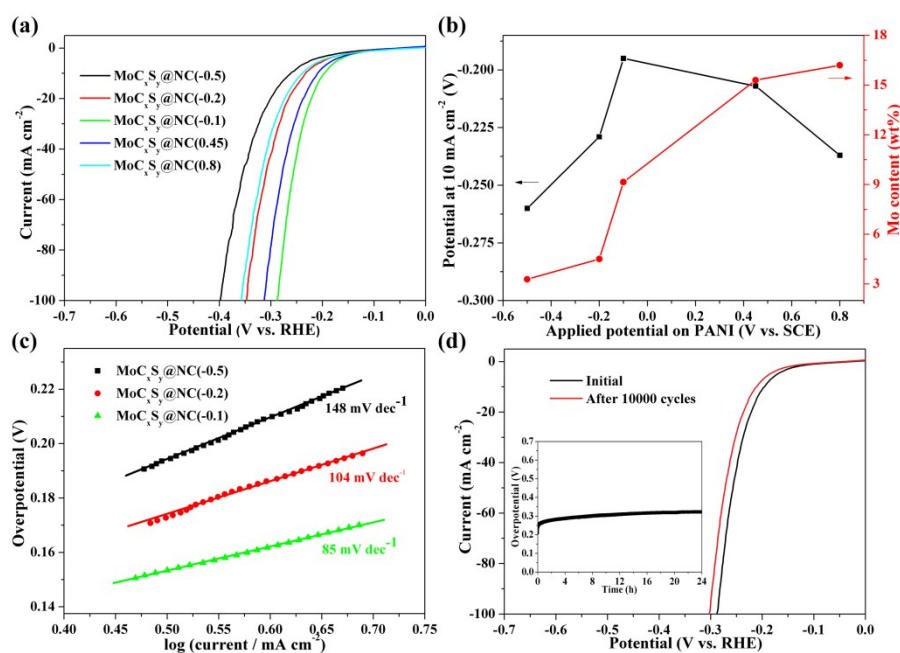 (a)
MoCxSy@NC(-0.5)
MoCxSy@NC(-0.2)
MoCxSy@NC(-0.1)
MoCxSy@NC(0.45)
MoCxSy@NC(0.8)
Current (mA cm-2)
0
-20
-40
-60
-80
-100
-0.7 -0.6 -0.5 -0.4 -0.3 -0.2 -0.1 0.0
Potential (V vs. RHE)
(b)
Potential at 10 mA cm-2 (V)
-0.200
-0.225
-0.250
-0.275
-0.300
18
15
12
9
6
3
Mo content (wt%)
-0.6 -0.4 -0.2 0.0 0.2 0.4 0.6 0.8
Applied potential on PANI (V vs. SCE)
(c)
MoCxSy@NC(-0.5)
MoCxSy@NC(-0.2)
MoCxSy@NC(-0.1)
148 mV dec-1
104 mV dec-1
85 mV dec-1
Overpotential (V)
0.22
0.20
0.18
0.16
0.14
0.40 0.45 0.50 0.55 0.60 0.65 0.70 0.75
log (current / mA cm-2)
(d)
Initial
After 10000 cycles
Current (mA cm-2)
0
-20
-40
-60
-80
-100
Overpotential (V)
0.7
0.6
0.5
0.4
0.3
0.2
0.1
0.0
0 4 8 12 16 20 24
Time (h)
-0.7 -0.6 -0.5 -0.4 -0.3 -0.2 -0.1 0.0
Potential (V vs. RHE)